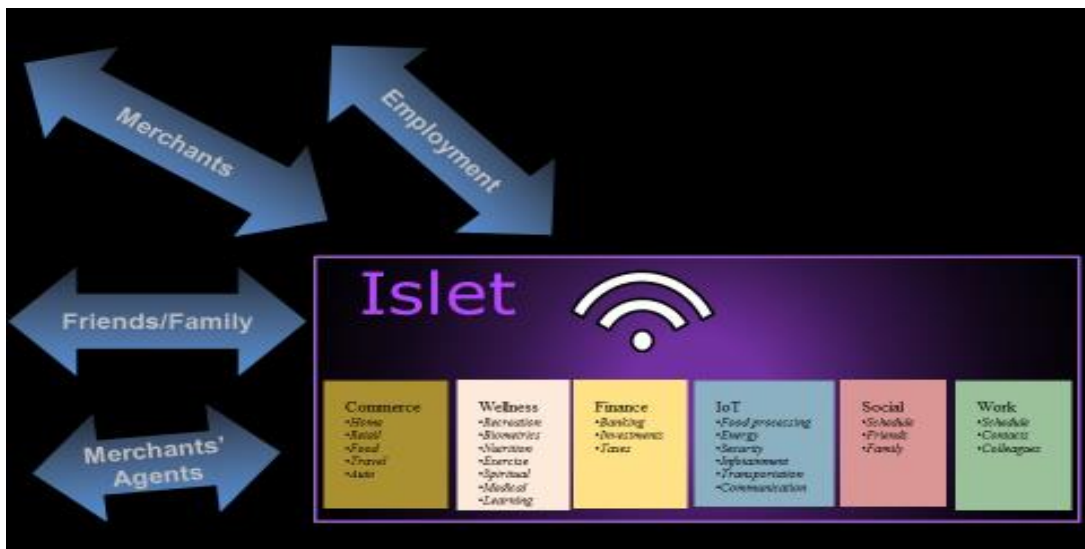 Merchants
Employment
Friends/Family
Merchants'
Agents
Islet
Commerce
•Home
•Retail
•Food
•Travel
•Auto
Wellness
•Recreation
•Biometrics
•Nutrition
•Exercise
•Spiritual
•Medical
•Learning
Finance
•Banking
•Investments
•Taxes
IoT
•Food processing
•Energy
•Security
•Infotainment
•Transportation
•Communication
Social
•Schedule
•Friends
•Family
Work
•Schedule
•Contacts
•Colleagues